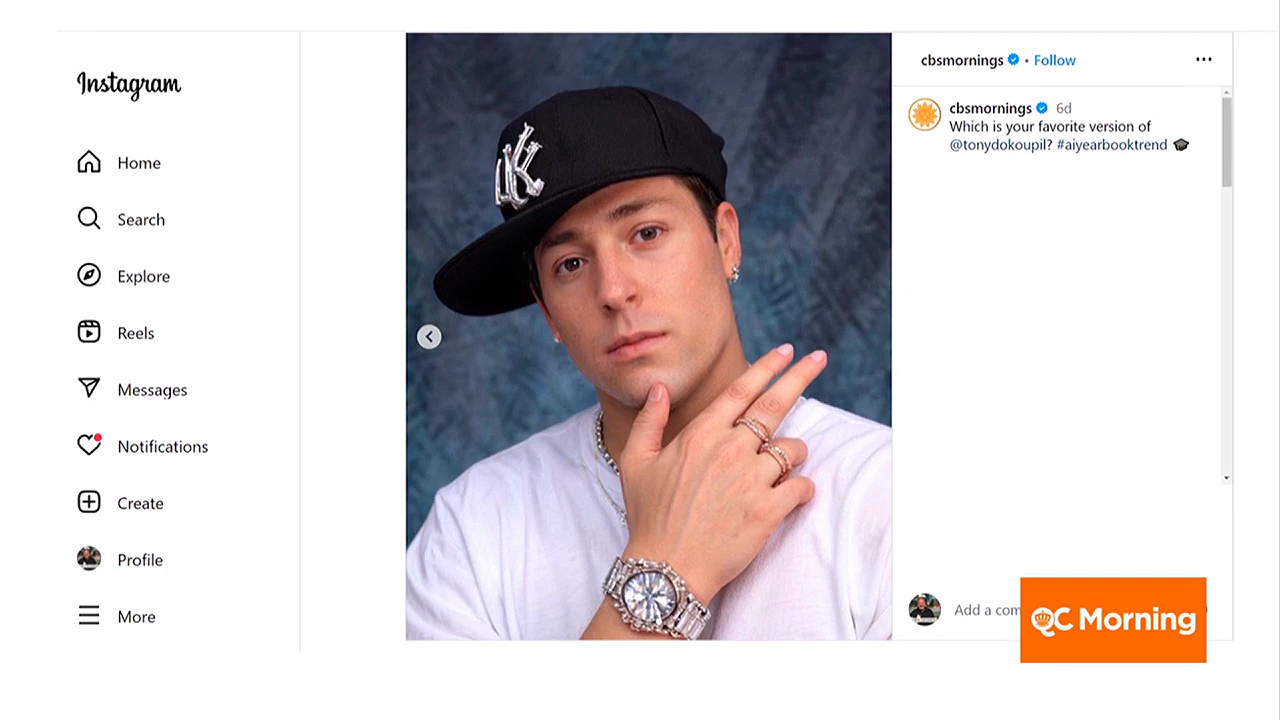 Instagram
Home
Search
Explore
Reels
Messages
Notifications
Create
Profile
More
cbsmornings • Follow
cbsmornings 6d
Which is your favorite version of
@tonydokoupil? #aiyearbooktrend 🎓
Add a com
QC Morning